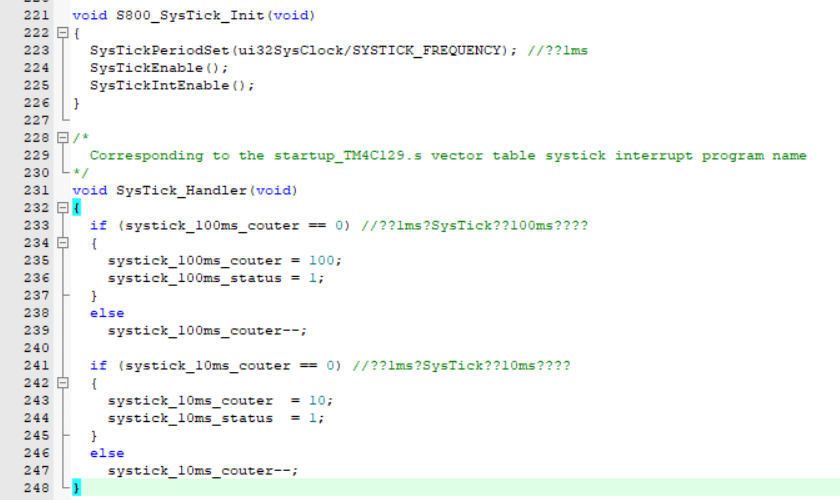 221 void S800_SysTick_Init(void)
222 {
223 SysTickPeriodSet(ui32SysClock/SYSTICK_FREQUENCY); //??1ms
224 SysTickEnable();
225 SysTickIntEnable();
226 }
227
228 /*
229 Corresponding to the startup_TM4C129.s vector table systick interrupt program name
230 */
231 void SysTick_Handler(void)
232 {
233 if (systick_100ms_couter == 0) //??1ms?SysTick??100ms????
234 {
235 systick_100ms_couter = 100;
236 systick_100ms_status = 1;
237 }
238 else
239 systick_100ms_couter--;
240
241 if (systick_10ms_couter == 0) //??1ms?SysTick??10ms????
242 {
243 systick_10ms_couter  = 10;
244 systick_10ms_status  = 1;
245 }
246 else
247 systick_10ms_couter--;
248 }